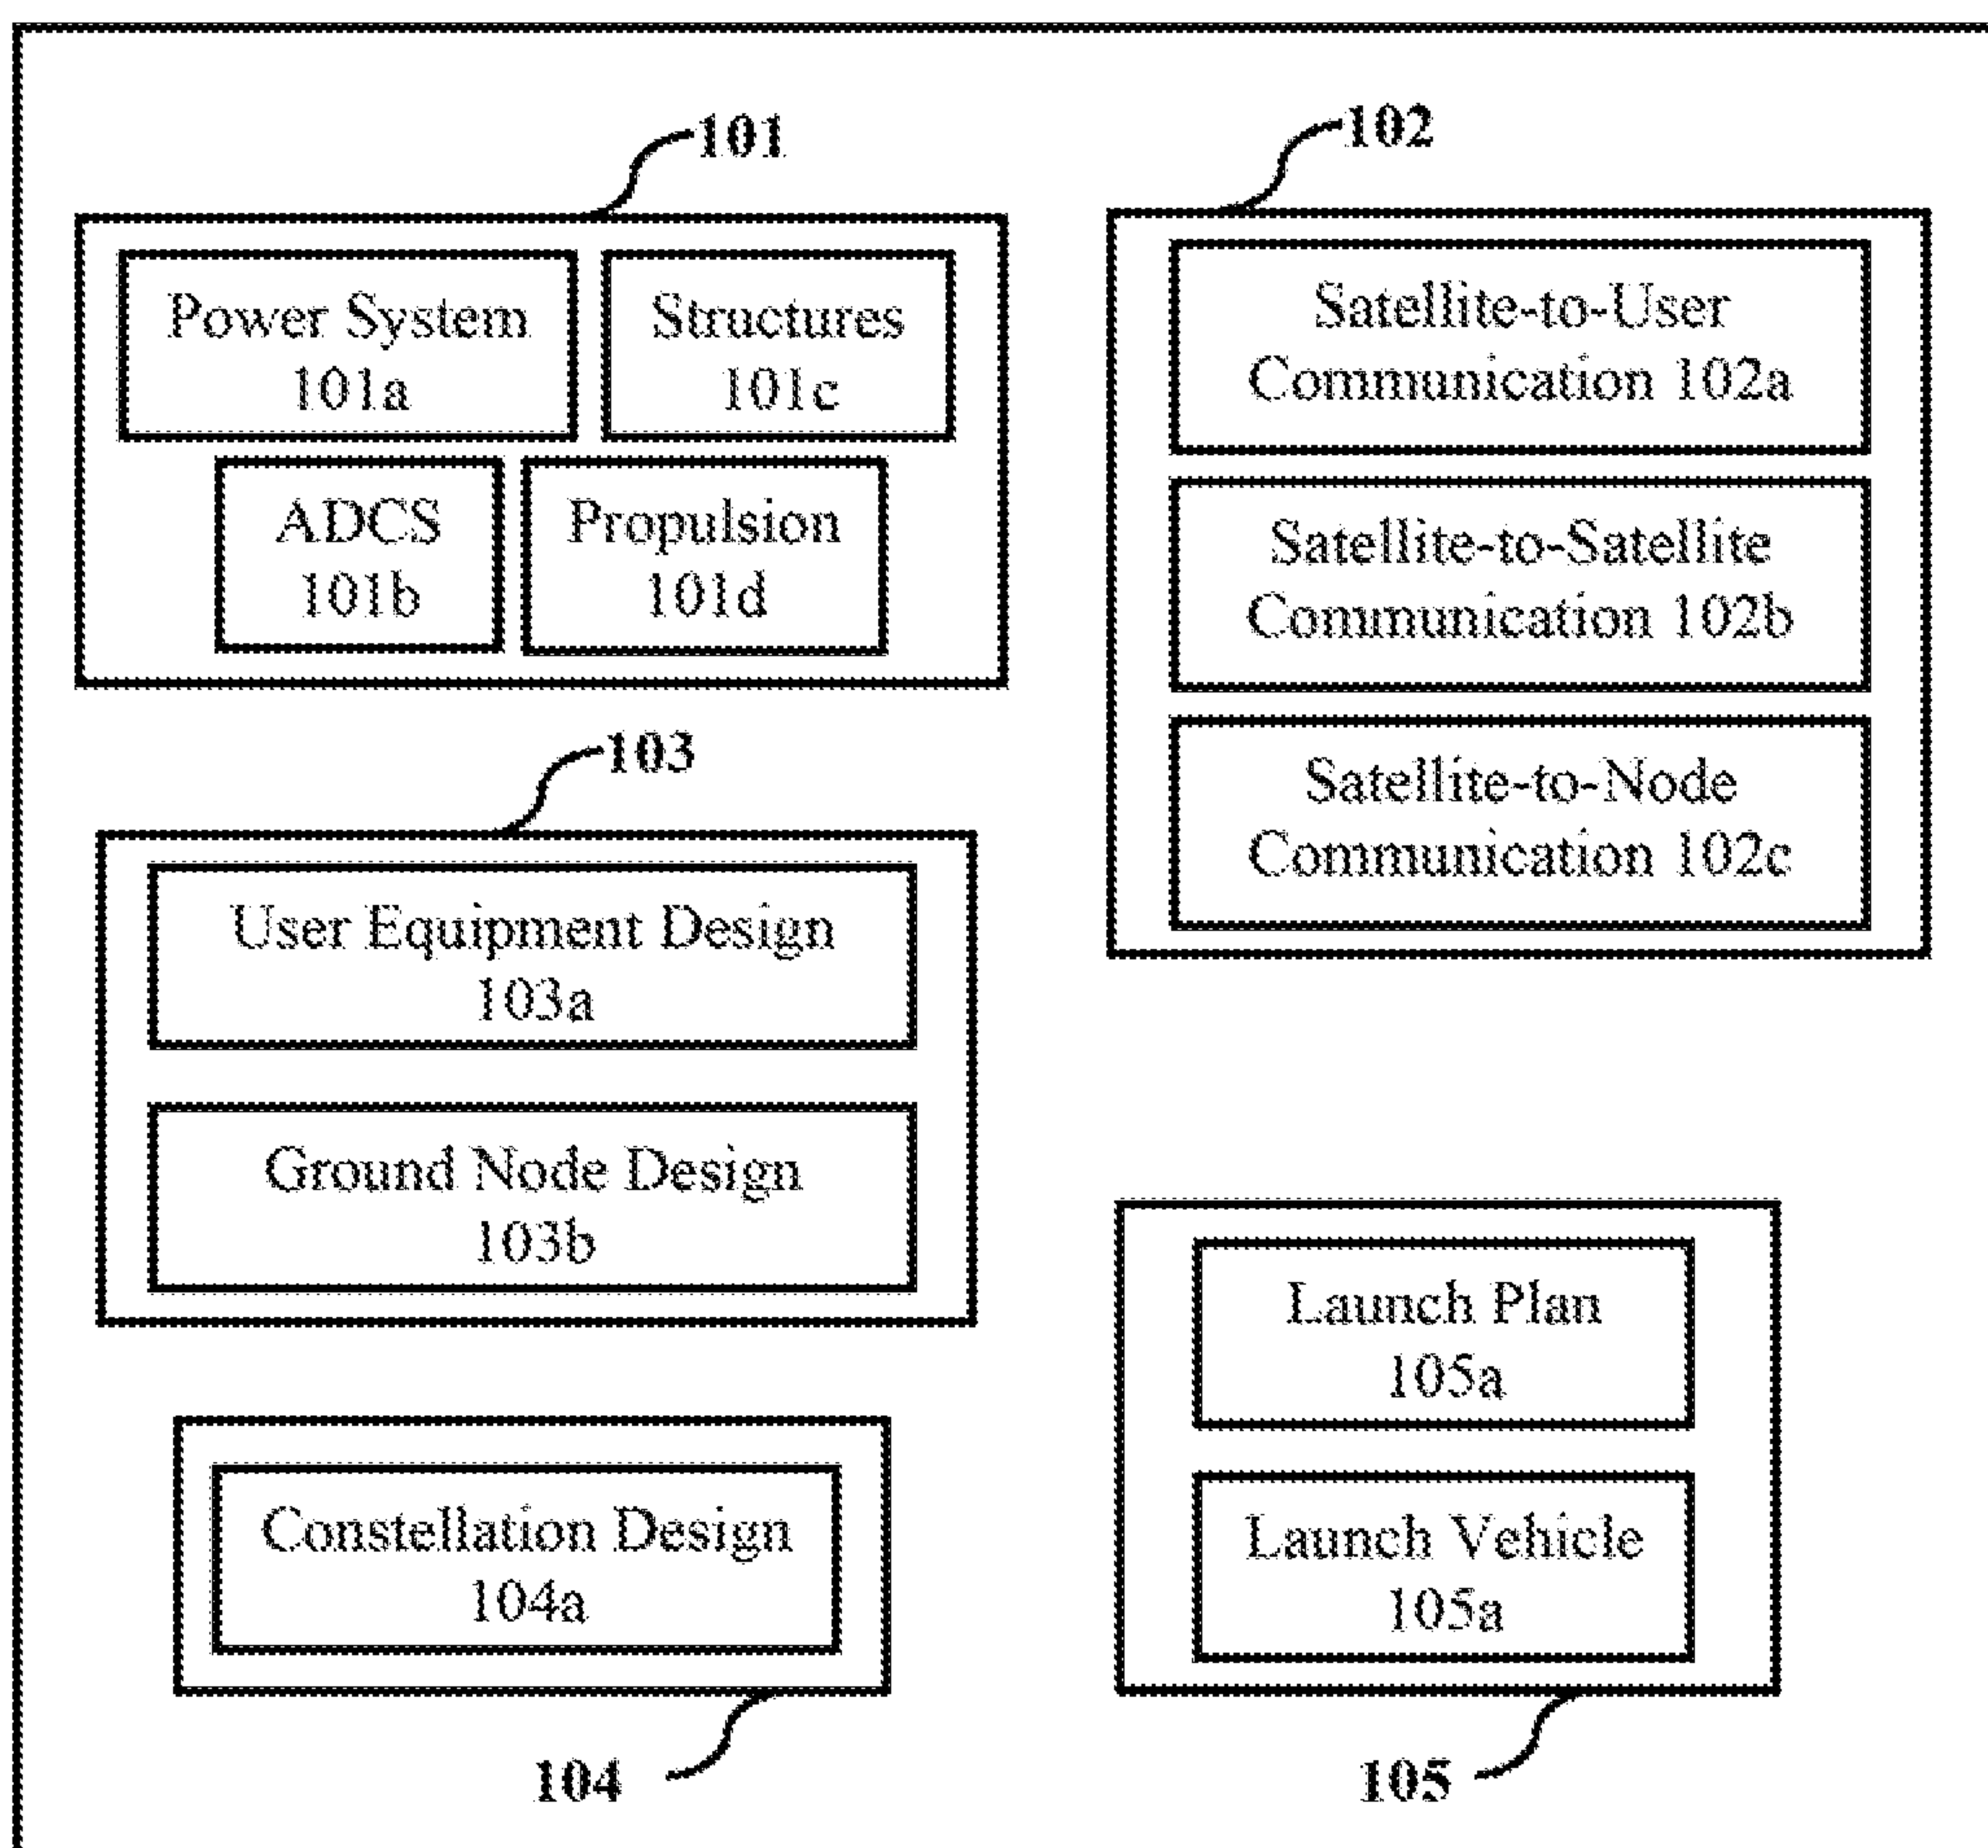 101
Power System
101a
Structures
101c
ADCS
101b
Propulsion
101d
102
Satellite-to-User
Communication 102a
Satellite-to-Satellite
Communication 102b
Satellite-to-Node
Communication 102c
103
User Equipment Design
103a
Ground Node Design
103b
Constellation Design
104a
104
Launch Plan
105a
Launch Vehicle
105a
105